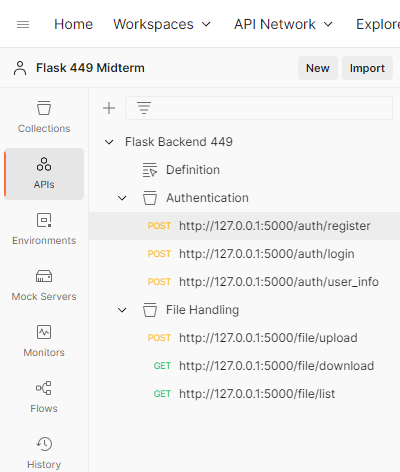 Home Workspaces API Network Explore
Flask 449 Midterm New Import
Collections
APIs
Environments
Mock Servers
Monitors
Flows
History
Flask Backend 449
Definition
Authentication
POST http://127.0.0.1:5000/auth/register
POST http://127.0.0.1:5000/auth/login
POST http://127.0.0.1:5000/auth/user_info
File Handling
POST http://127.0.0.1:5000/file/upload
GET http://127.0.0.1:5000/file/download
GET http://127.0.0.1:5000/file/list